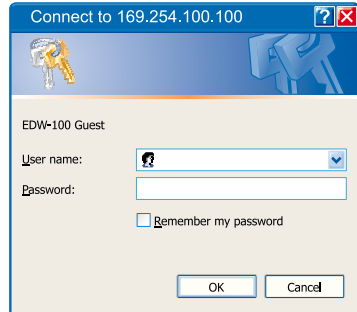 Connect to 169.254.100.100
EDW-100 Guest
User name:
Password:
Remember my password
OK
Cancel